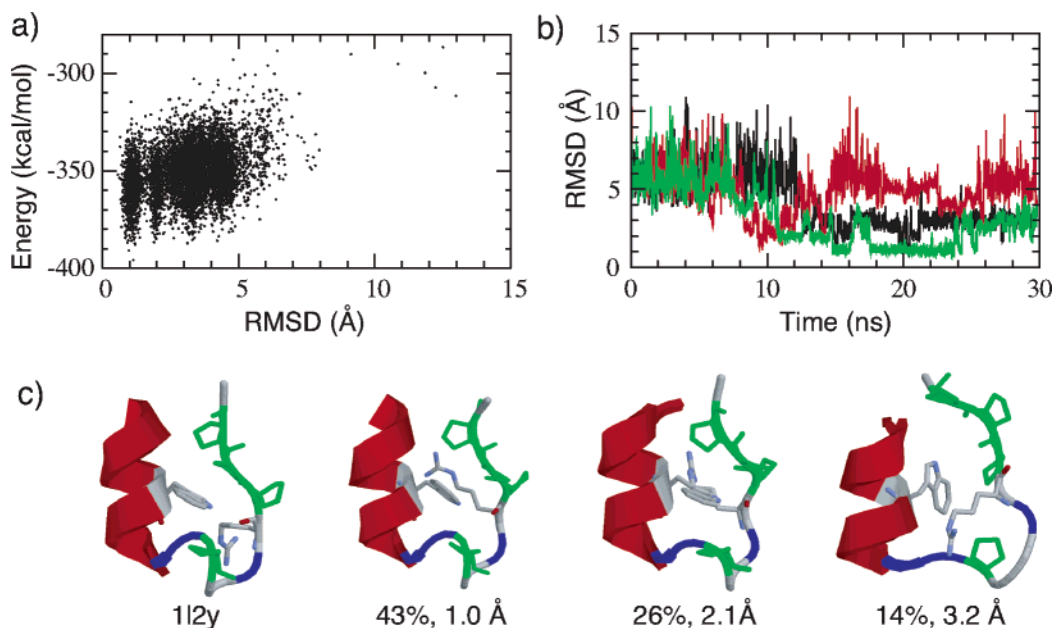 a)
Energy (kcal/mol)
-300
-350
-400
0
5
10
15
RMSD (Å)
b)
RMSD (Å)
15
10
5
0
0
10
20
30
Time (ns)
c)
1l2y
43%, 1.0 Å
26%, 2.1Å
14%, 3.2 Å